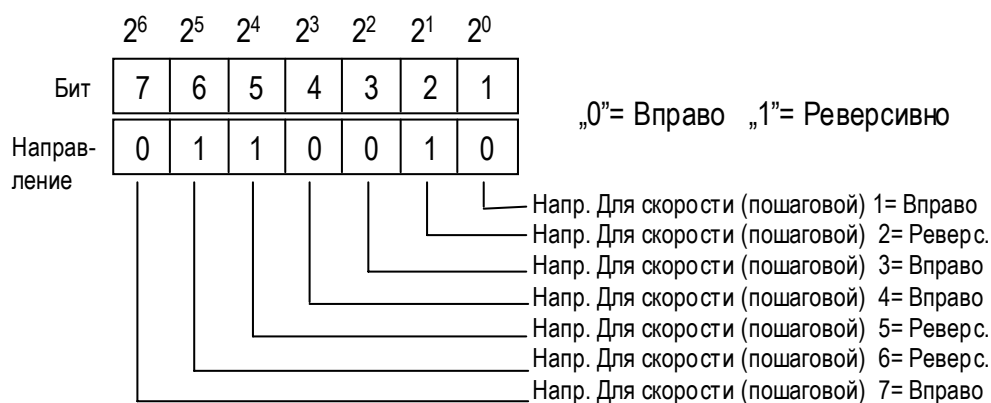 2⁶ 2⁵ 2⁴ 2³ 2² 2¹ 2⁰
Бит 7 6 5 4 3 2 1
„0”= Вправо „1”= Реверсивно
Направ-
ление 0 1 1 0 0 1 0
Напр. Для скорости (пошаговой) 1= Вправо
Напр. Для скорости (пошаговой) 2= Реверс.
Напр. Для скорости (пошаговой) 3= Вправо
Напр. Для скорости (пошаговой) 4= Вправо
Напр. Для скорости (пошаговой) 5= Реверс.
Напр. Для скорости (пошаговой) 6= Реверс.
Напр. Для скорости (пошаговой) 7= Вправо